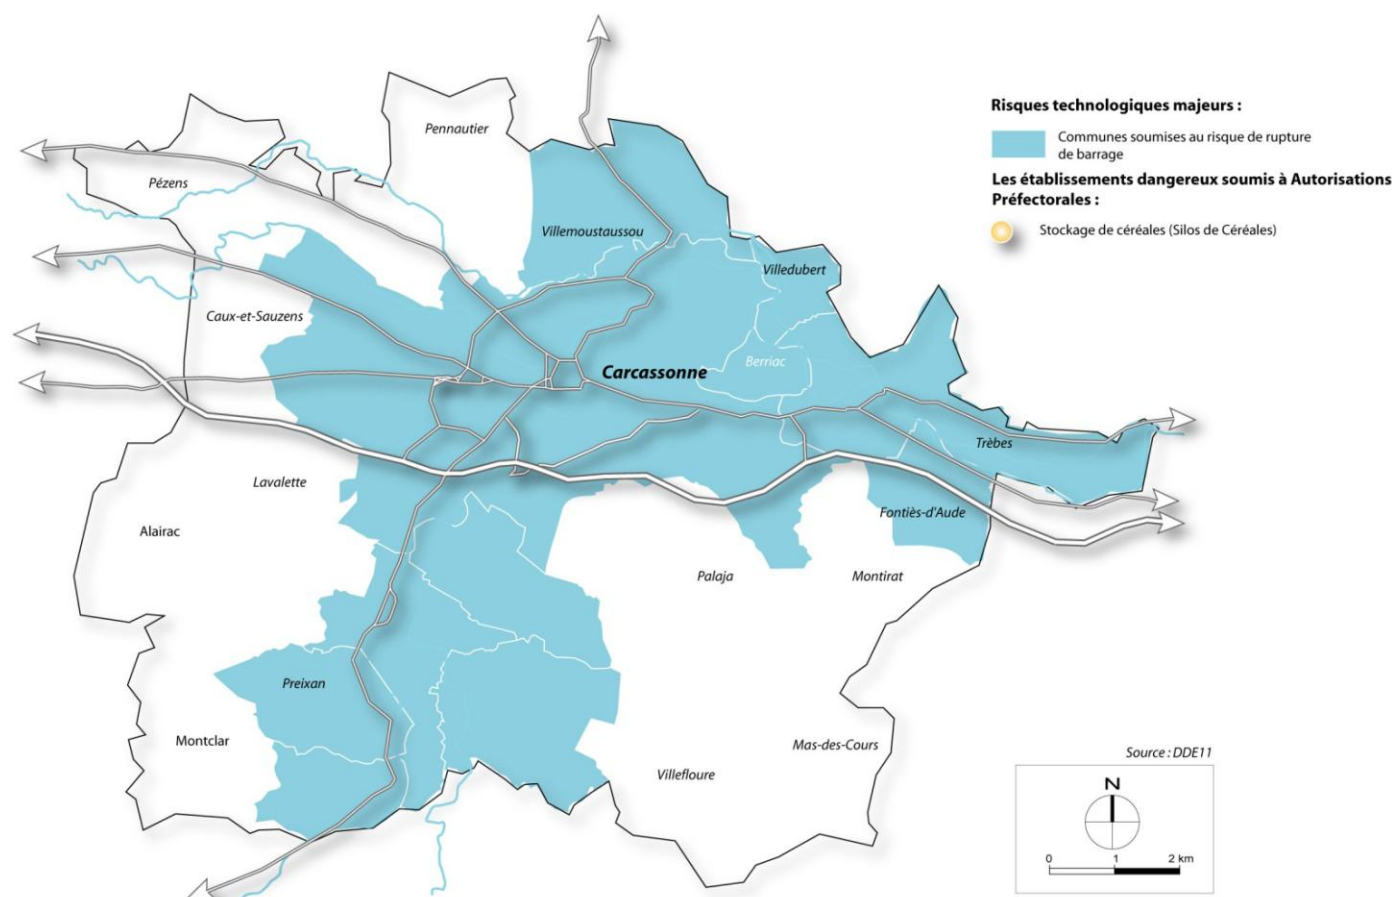 Pennautier
Pézens
Villemoustaussou
Villedubert
Caux-et-Sauzens
Berriac
Carcassonne
Trèbes
Lavalette
Fontiès-d'Aude
Alairac
Palaja
Montirat
Preixan
Montclar
Mas-des-Cours
Villefloure
Risques technologiques majeurs :
Communes soumises au risque de rupture
de barrage
Les établissements dangereux soumis à Autorisations
Préfectorales :
Stockage de céréales (Silos de Céréales)
Source : DDE11
N
0 1 2 km